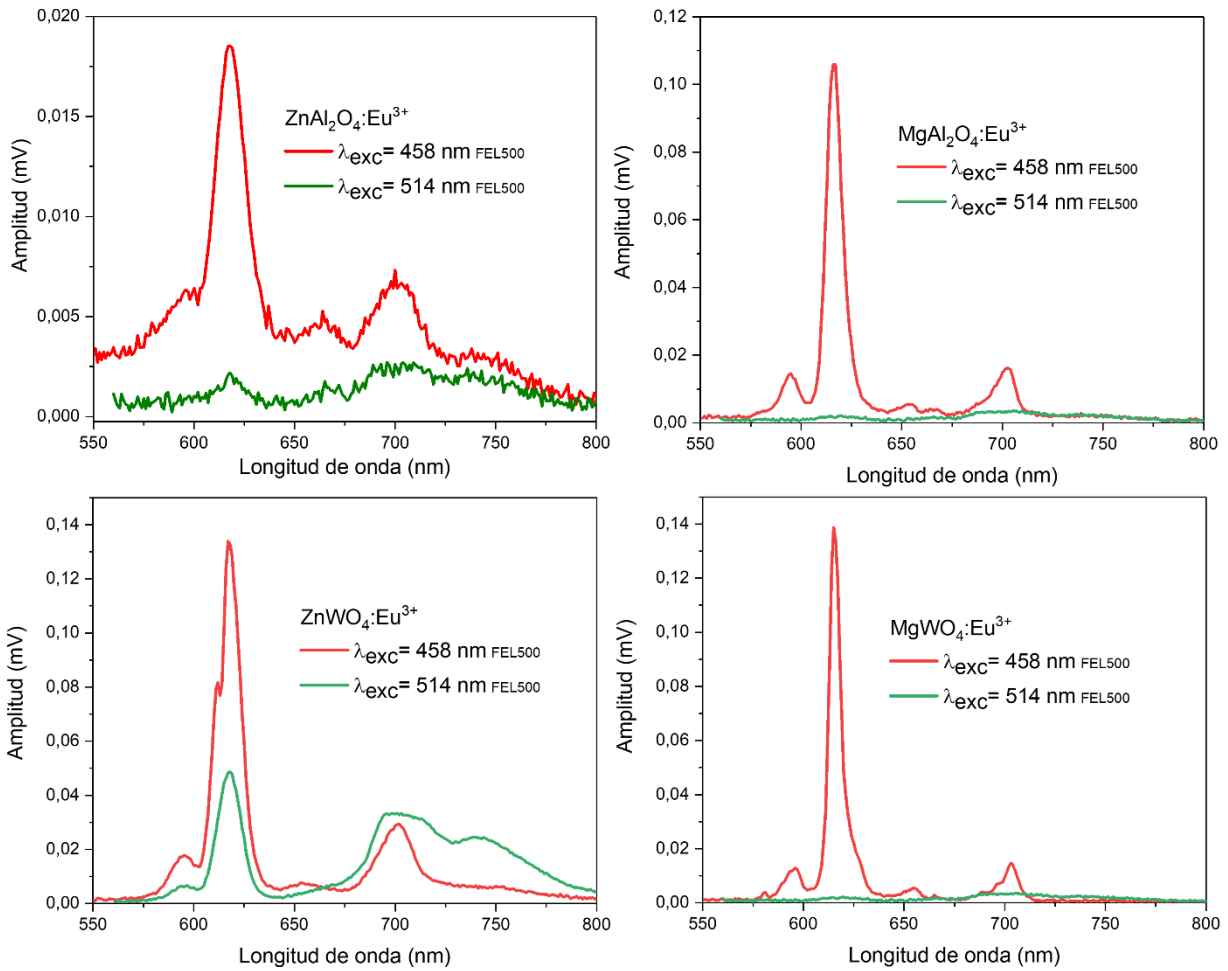 0,020
0,015
0,010
0,005
0,000
Amplitud (mV)
ZnAl₂O₄:Eu³⁺
λexc= 458 nm FEL500
λexc= 514 nm FEL500
550 600 650 700 750 800
Longitud de onda (nm)
0,12
0,10
0,08
0,06
0,04
0,02
0,00
Amplitud (mV)
MgAl₂O₄:Eu³⁺
λexc= 458 nm FEL500
λexc= 514 nm FEL500
550 600 650 700 750 800
Longitud de onda (nm)
0,14
0,12
0,10
0,08
0,06
0,04
0,02
0,00
Amplitud (mV)
ZnWO₄:Eu³⁺
λexc= 458 nm FEL500
λexc= 514 nm FEL500
550 600 650 700 750 800
Longitud de onda (nm)
0,14
0,12
0,10
0,08
0,06
0,04
0,02
0,00
Amplitud (mV)
MgWO₄:Eu³⁺
λexc= 458 nm FEL500
λexc= 514 nm FEL500
550 600 650 700 750 800
Longitud de onda (nm)